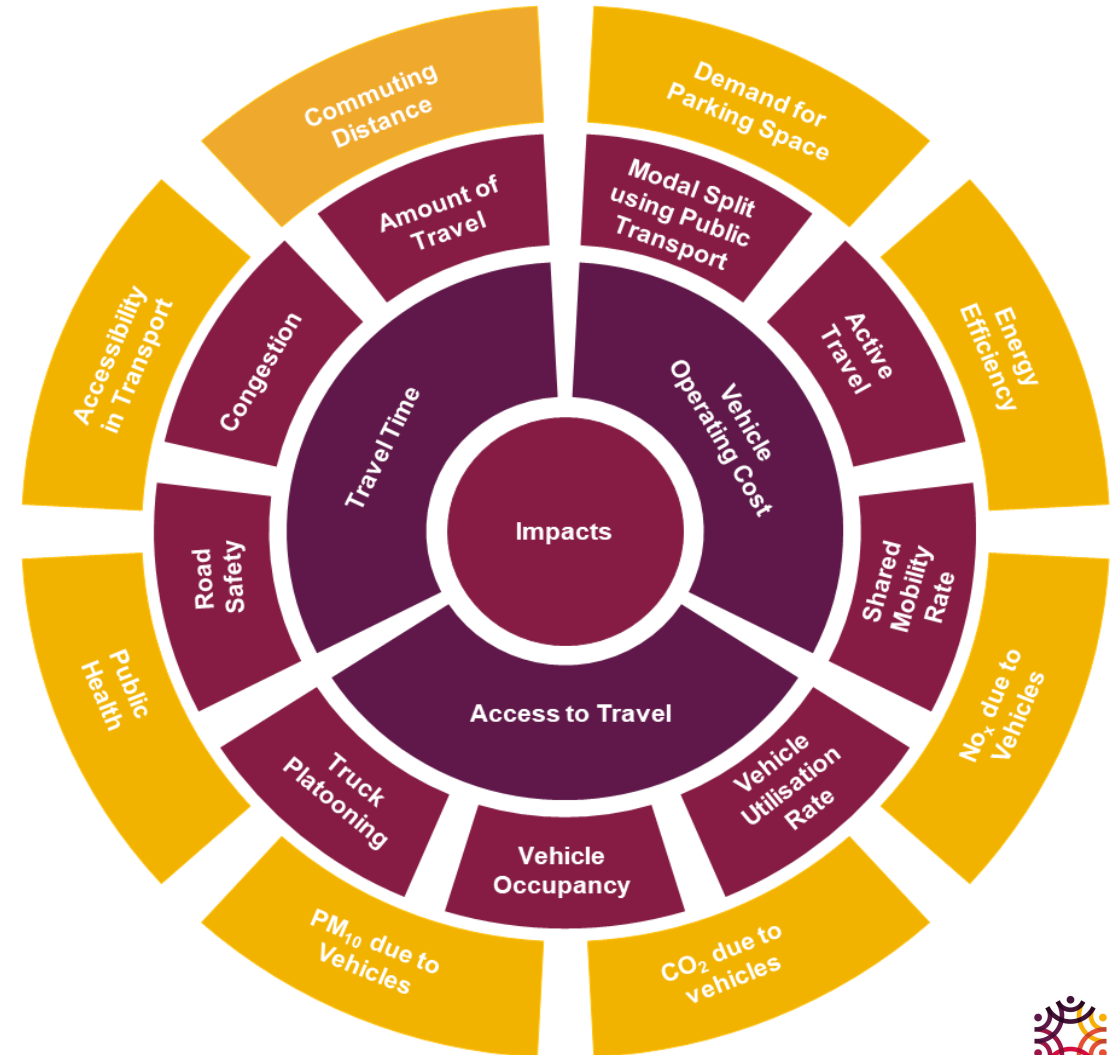 Commuting
Distance
Demand for
Parking Space
Amount of
Travel
Modal Split
using Public
Transport
Accessibility
in Transport
Congestion
Active
Travel
Energy
Efficiency
Travel Time
Vehicle
Operating Cost
Impacts
Road
Safety
Shared
Mobility
Rate
Public
Health
Access to Travel
Noₓ due to
Vehicles
Truck
Platooning
Vehicle
Utilisation
Rate
Vehicle
Occupancy
PM₁₀ due to
Vehicles
CO₂ due to
vehicles